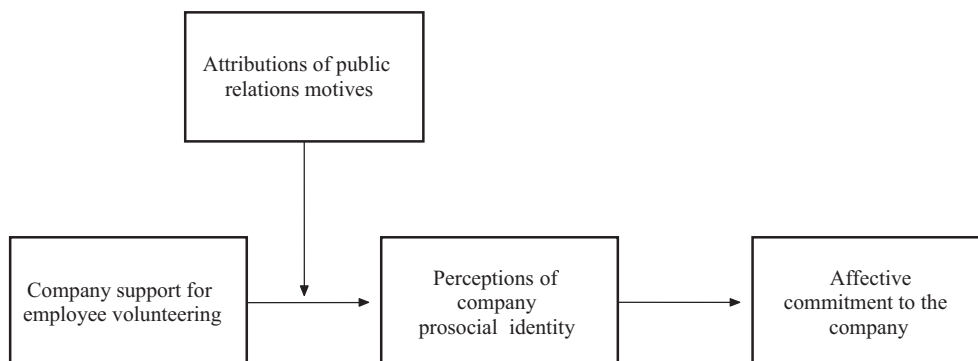 Attributions of public
relations motives
Company support for
employee volunteering
Perceptions of
company
prosocial identity
Affective
commitment to the
company